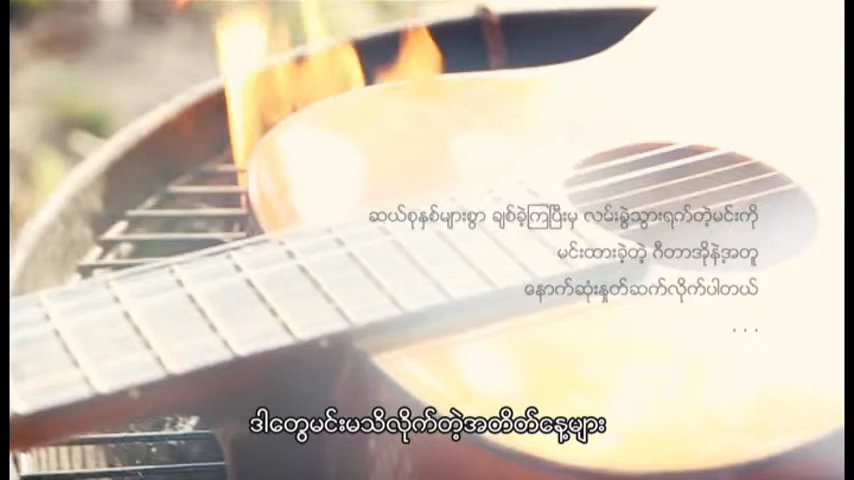 ဆယ်စုနှစ်များစွာ ချစ်ခဲ့ကြပြီးမှ လမ်းခွဲသွားရက်တဲ့မင်းကို
မင်းထားခဲ့တဲ့ ဂီတာအိုနဲ့အတူ
နောက်ဆုံးနှုတ်ဆက်လိုက်ပါတယ်
. . .
ဒါတွေမင်းမသိလိုက်တဲ့အတိတ်နေ့များ